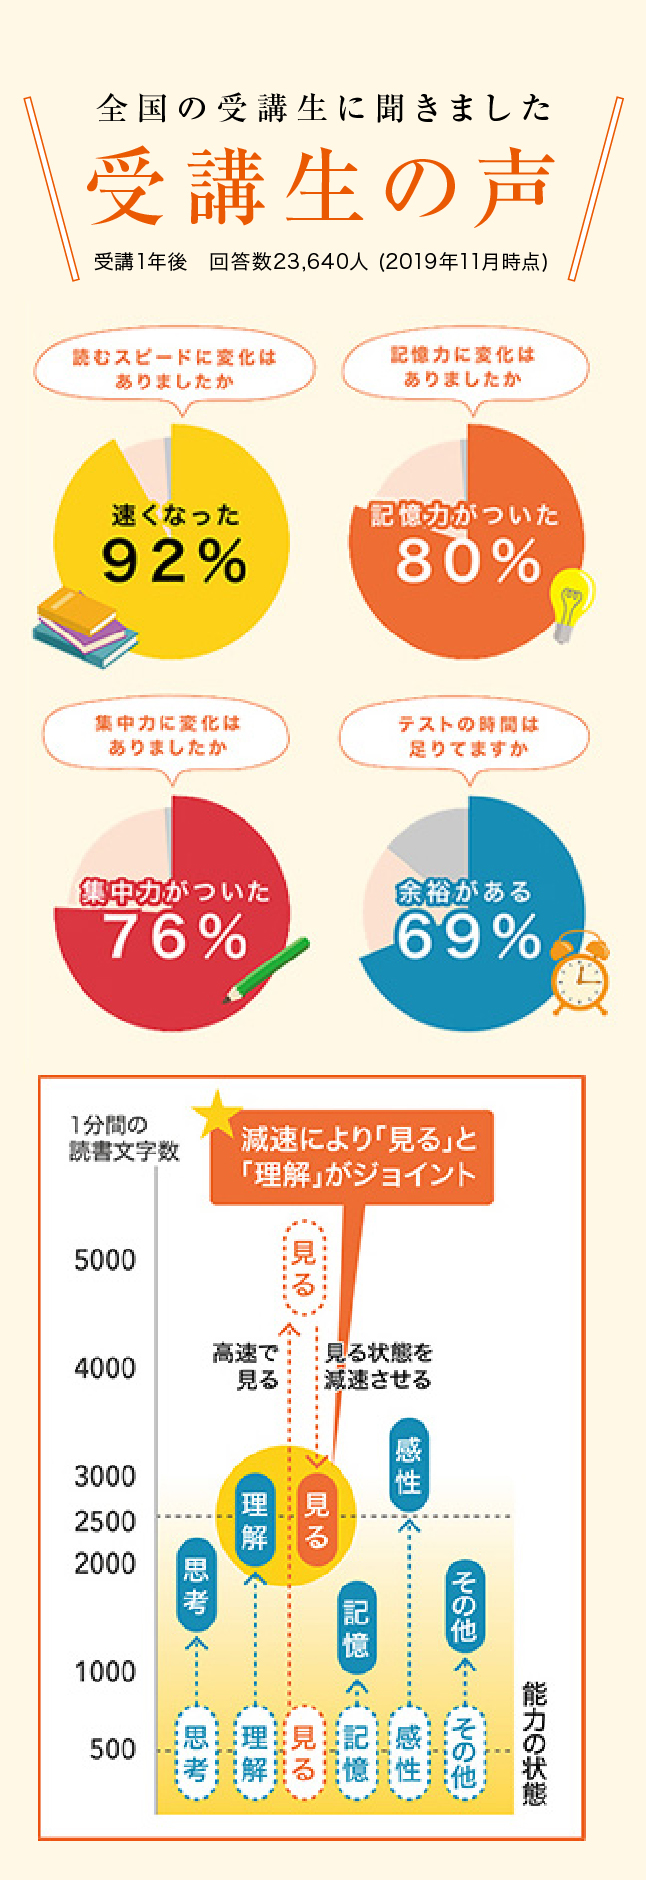 全国の受講生に聞きました
受講生の声
受講1年後　回答数23,640人 (2019年11月時点)
読むスピードに変化は
ありましたか
速くなった
92%
記憶力に変化は
ありましたか
記憶力がついた
80%
集中力に変化は
ありましたか
集中力がついた
76%
テストの時間は
足りてますか
余裕がある
69%
1分間の
読書文字数
減速により「見る」と
「理解」がジョイント
5000
4000
3000
2500
2000
1000
500
見る
高速で
見る
見る状態を
減速させる
思考
理解
見る
記憶
感性
その他
思考
理解
見る
記憶
感性
その他
能力の状態